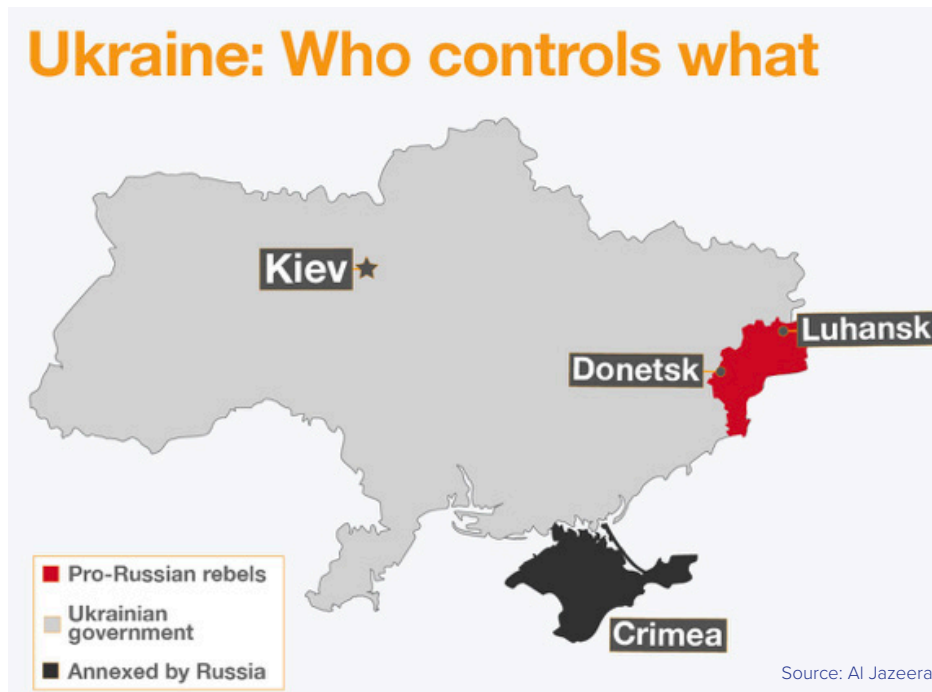 Ukraine: Who controls what
Kiev
Luhansk
Donetsk
Pro-Russian rebels
Ukrainian
government
Annexed by Russia
Crimea
Source: Al Jazeera